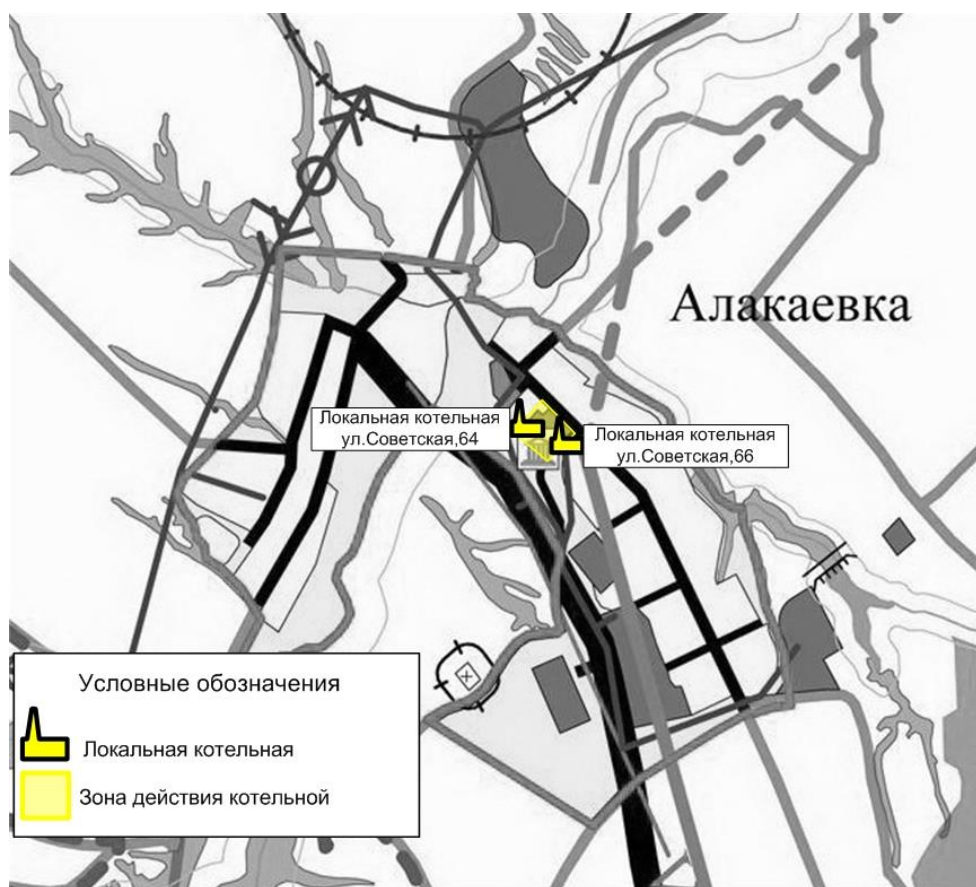 Алакаевка
Локальная котельная
ул.Советская,64
Локальная котельная
ул.Советская,66
Условные обозначения
Локальная котельная
Зона действия котельной